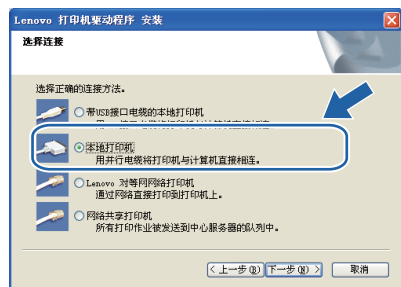 Lenovo 打印机驱动程序 安装
选择连接
选择正确的连接方法。
带USB接口电缆的本地打印机
本地打印机
用并行电缆将打印机与计算机直接相连。
Lenovo 对等网网络打印机
通过网络直接打印到打印机上。
网络共享打印机
所有打印作业被发送到中心服务器的队列中。
< 上一步(B) 下一步(N) > 取消